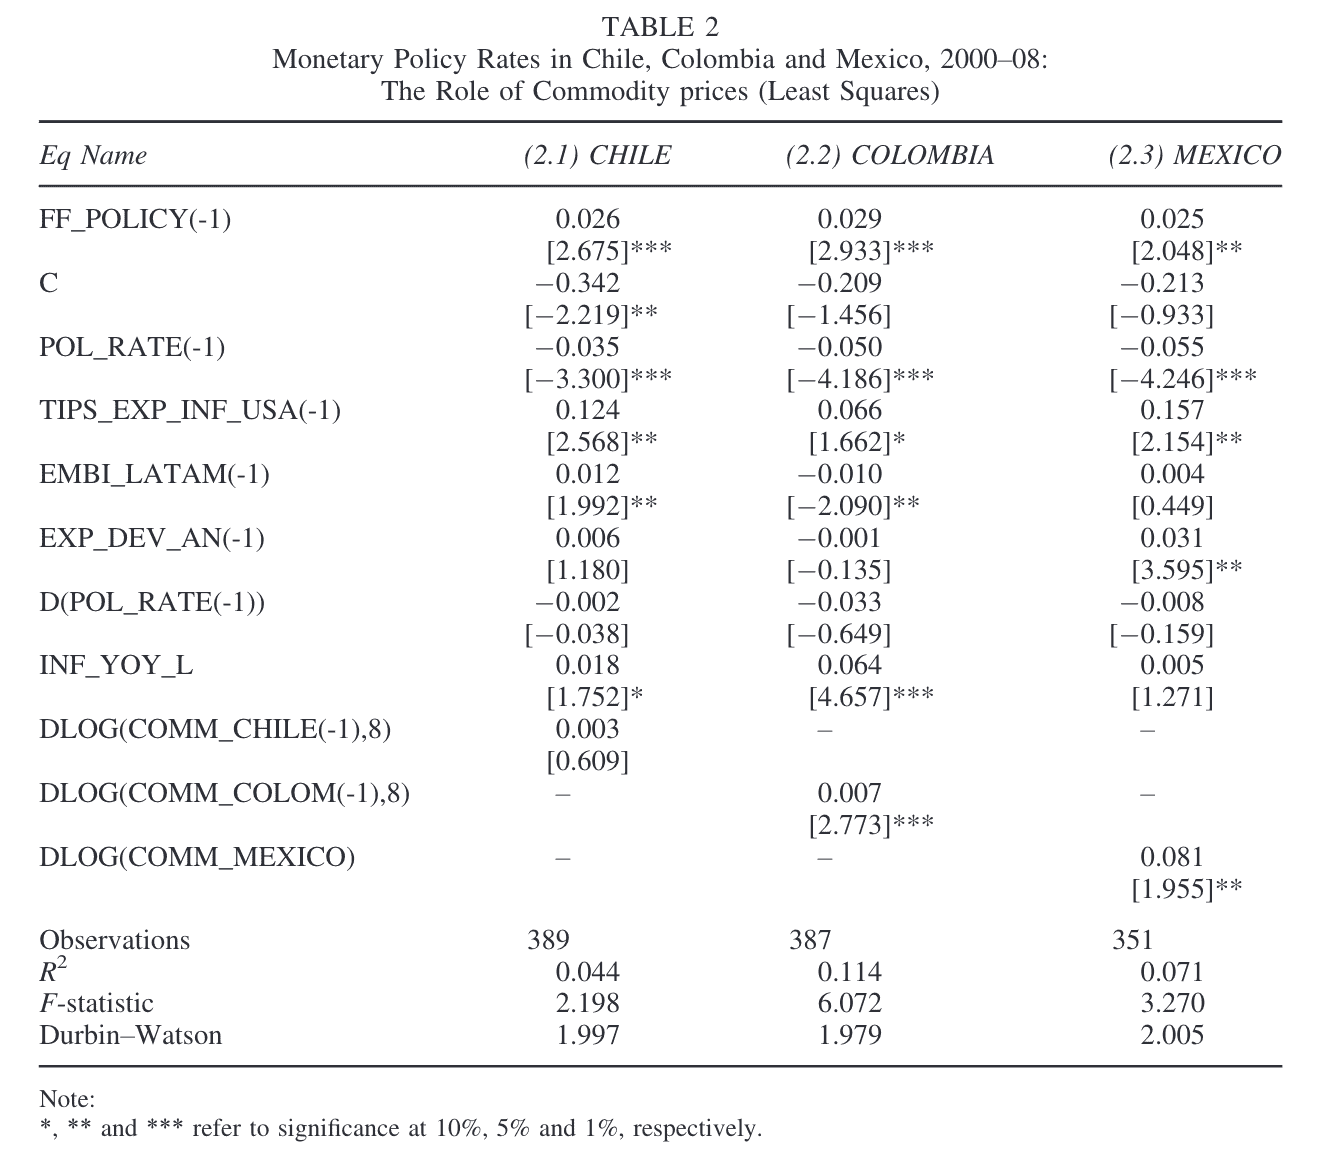 TABLE 2
Monetary Policy Rates in Chile, Colombia and Mexico, 2000–08:
The Role of Commodity prices (Least Squares)
Eq Name (2.1) CHILE (2.2) COLOMBIA (2.3) MEXICO
FF_POLICY(-1) 0.026 0.029 0.025
[2.675]*** [2.933]*** [2.048]**
C −0.342 −0.209 −0.213
[−2.219]** [−1.456] [−0.933]
POL_RATE(-1) −0.035 −0.050 −0.055
[−3.300]*** [−4.186]*** [−4.246]***
TIPS_EXP_INF_USA(-1) 0.124 0.066 0.157
[2.568]** [1.662]* [2.154]**
EMBI_LATAM(-1) 0.012 −0.010 0.004
[1.992]** [−2.090]** [0.449]
EXP_DEV_AN(-1) 0.006 −0.001 0.031
[1.180] [−0.135] [3.595]**
D(POL_RATE(-1)) −0.002 −0.033 −0.008
[−0.038] [−0.649] [−0.159]
INF_YOY_L 0.018 0.064 0.005
[1.752]* [4.657]*** [1.271]
DLOG(COMM_CHILE(-1),8) 0.003 – –
[0.609]
DLOG(COMM_COLOM(-1),8) – 0.007 –
[2.773]***
DLOG(COMM_MEXICO) – – 0.081
[1.955]**
Observations 389 387 351
R2 0.044 0.114 0.071
F-statistic 2.198 6.072 3.270
Durbin–Watson 1.997 1.979 2.005
Note:
*, ** and *** refer to significance at 10%, 5% and 1%, respectively.